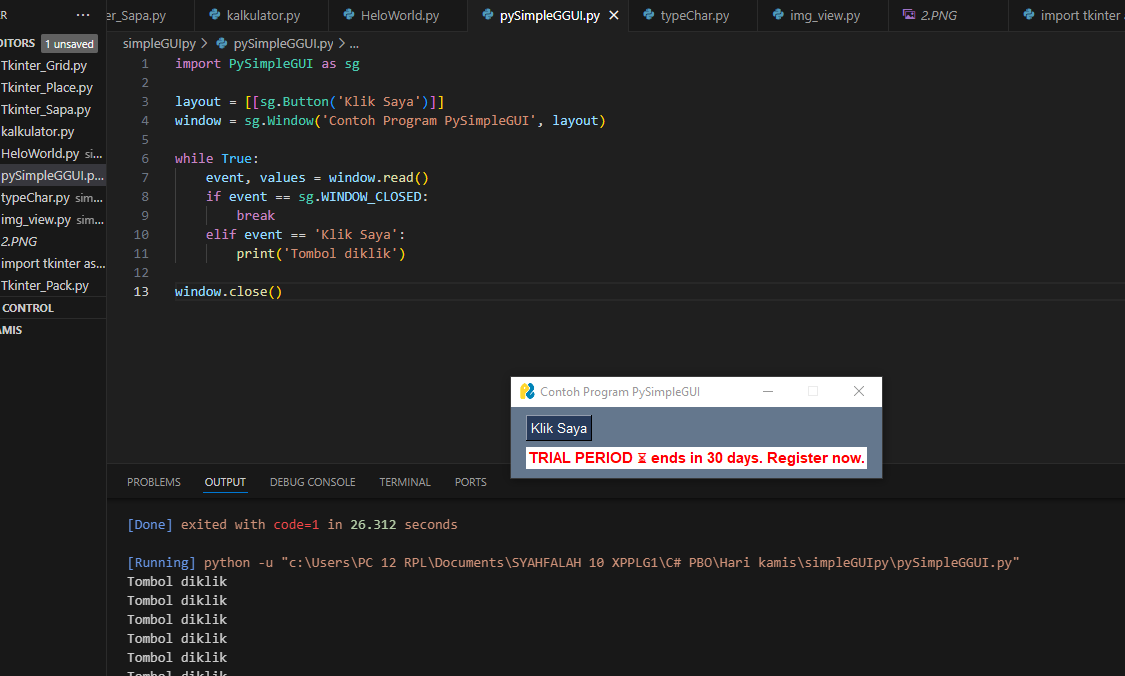 er_Sapa.py kalkulator.py HeloWorld.py pySimpleGGUI.py typeChar.py img_view.py 2.PNG import tkinter
R ...
DITORS 1 unsaved
Tkinter_Grid.py
Tkinter_Place.py
Tkinter_Sapa.py
kalkulator.py
HeloWorld.py si...
pySimpleGGUI.p...
typeChar.py sim...
img_view.py sim...
2.PNG
import tkinter as...
Tkinter_Pack.py
CONTROL
AMIS
simpleGUIpy > pySimpleGGUI.py > ...
1 import PySimpleGUI as sg
2
3 layout = [[sg.Button('Klik Saya')]]
4 window = sg.Window('Contoh Program PySimpleGUI', layout)
5
6 while True:
7 event, values = window.read()
8 if event == sg.WINDOW_CLOSED:
9 break
10 elif event == 'Klik Saya':
11 print('Tombol diklik')
12
13 window.close()
Contoh Program PySimpleGUI
Klik Saya
TRIAL PERIOD ⏳ ends in 30 days. Register now.
PROBLEMS OUTPUT DEBUG CONSOLE TERMINAL PORTS
[Done] exited with code=1 in 26.312 seconds
[Running] python -u "c:\Users\PC 12 RPL\Documents\SYAHFALAH 10 XPPLG1\C# PBO\Hari kamis\simpleGUIpy\pySimpleGGUI.py"
Tombol diklik
Tombol diklik
Tombol diklik
Tombol diklik
Tombol diklik
Tombol diklik